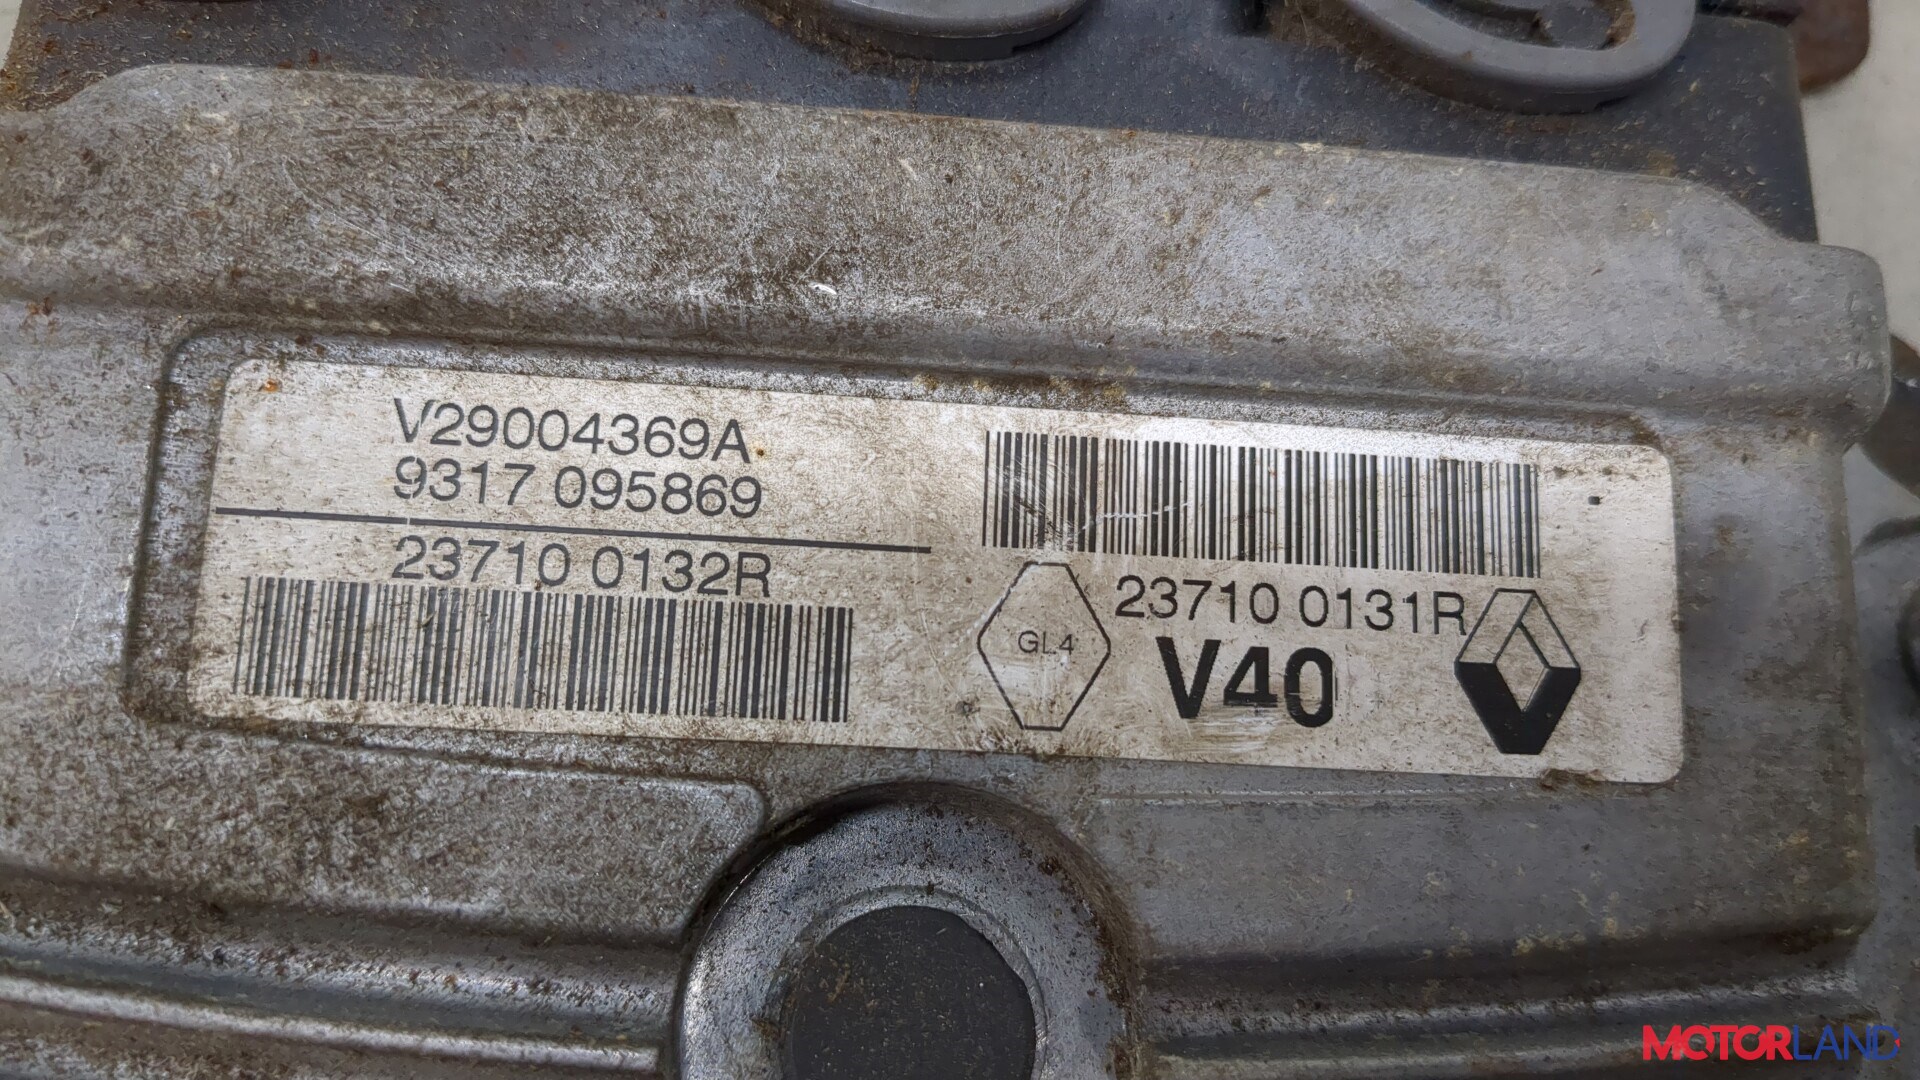 V29004369A
9317 095869
23710 0132R
23710 0131R
GL4
V40
MOTORLAND